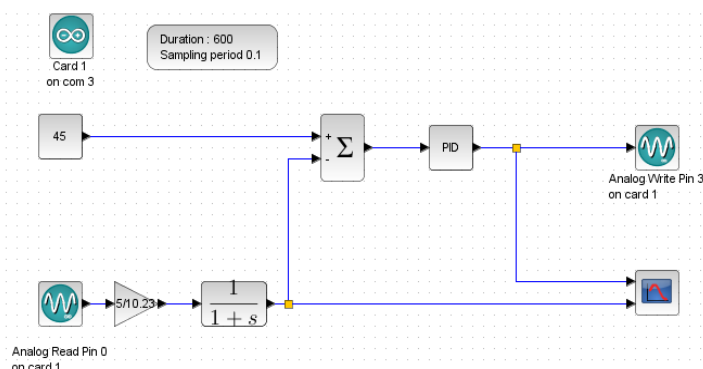 Card 1
on com 3
Duration : 600
Sampling period 0.1
45
+
-
Σ
PID
Analog Write Pin 3
on card 1
5/10.23
1
1 + s
Analog Read Pin 0
on card 1